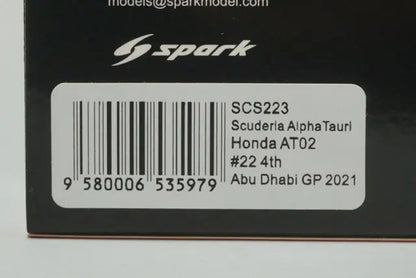 models@sparkmodel.com
spark
SCS223
Scuderia AlphaTauri
Honda AT02
#22 4th
Abu Dhabi GP 2021
9 580006 535979